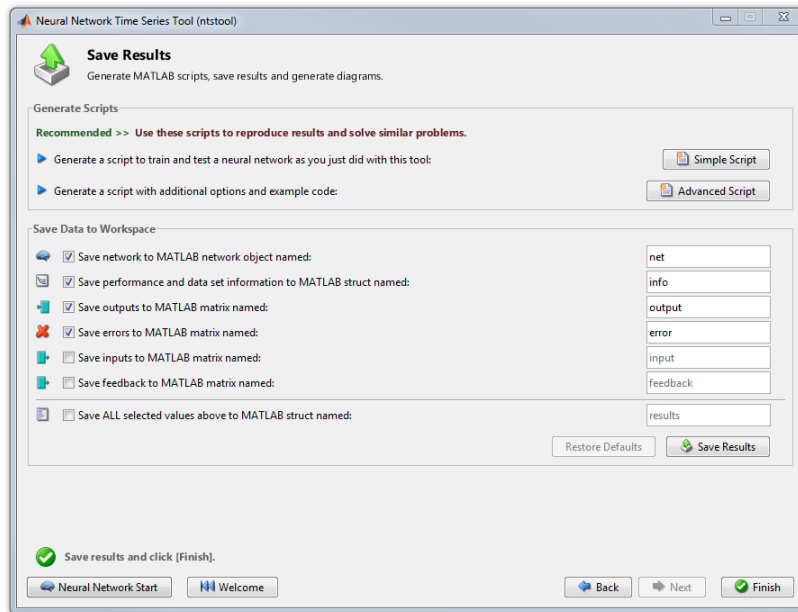 Neural Network Time Series Tool (ntstool)
Save Results
Generate MATLAB scripts, save results and generate diagrams.
Generate Scripts
Recommended >> Use these scripts to reproduce results and solve similar problems.
Generate a script to train and test a neural network as you just did with this tool: Simple Script
Generate a script with additional options and example code: Advanced Script
Save Data to Workspace
Save network to MATLAB network object named: net
Save performance and data set information to MATLAB struct named: info
Save outputs to MATLAB matrix named: output
Save errors to MATLAB matrix named: error
Save inputs to MATLAB matrix named: input
Save feedback to MATLAB matrix named: feedback
Save ALL selected values above to MATLAB struct named: results
Restore Defaults Save Results
Save results and click [Finish].
Neural Network Start Welcome Back Next Finish